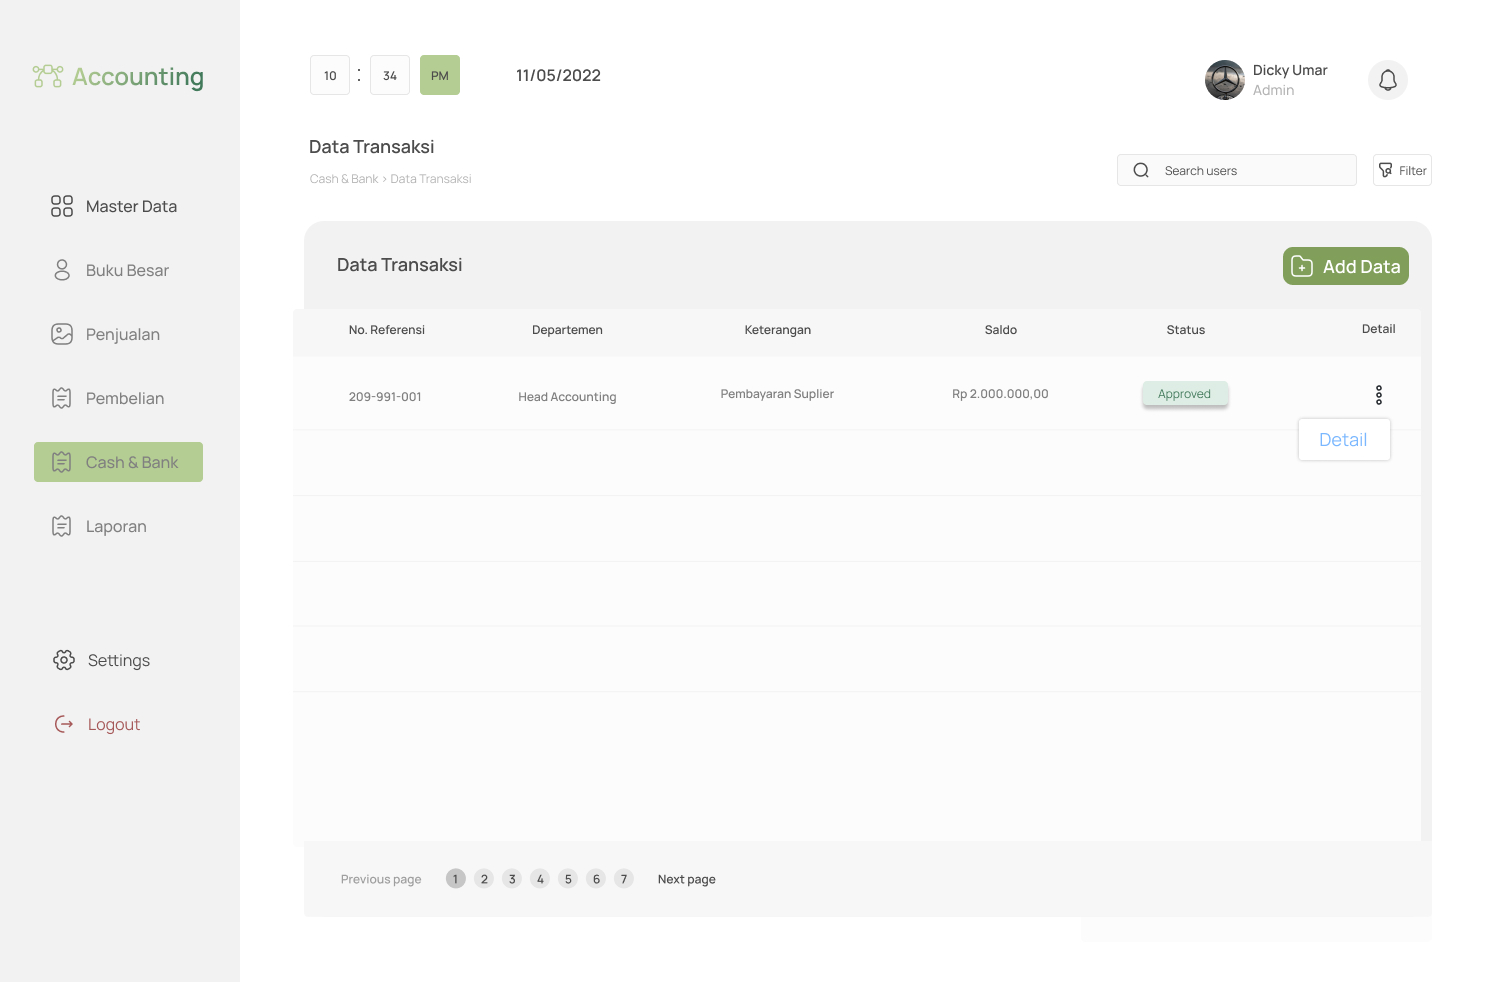 Accounting
10 : 34 PM 11/05/2022
Dicky Umar
Admin
Data Transaksi
Cash & Bank > Data Transaksi
Search users
Filter
Master Data
Buku Besar
Penjualan
Pembelian
Cash & Bank
Laporan
Settings
Logout
Data Transaksi
Add Data
No. Referensi Departemen Keterangan Saldo Status Detail
209-991-001 Head Accounting Pembayaran Suplier Rp 2.000.000,00 Approved
Detail
Previous page 1 2 3 4 5 6 7 Next page